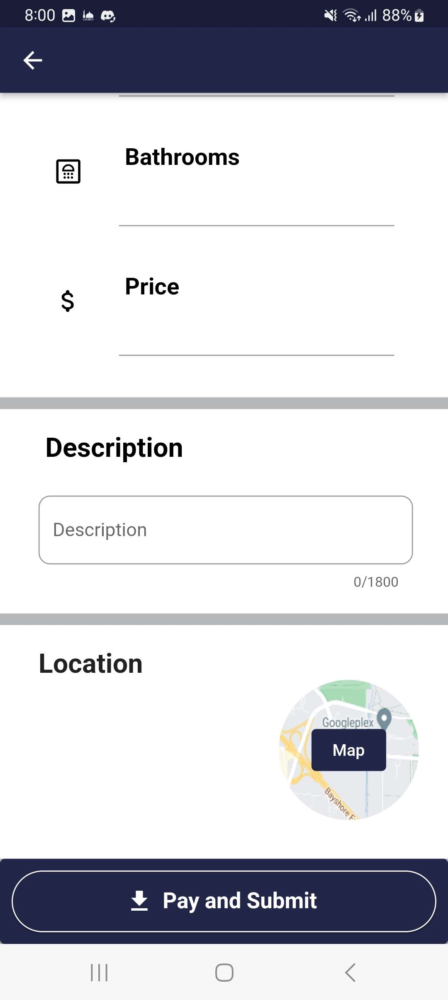 8:00 88%
Bathrooms
Price
Description
Description
0/1800
Location
Googleplex
Map
Bayshore F
Pay and Submit